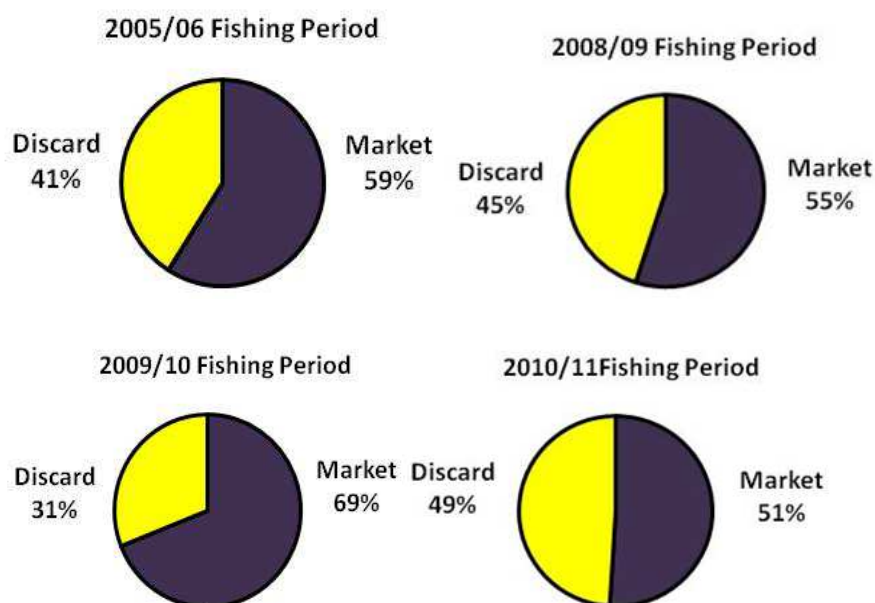 2005/06 Fishing Period
Discard
41%
Market
59%
2008/09 Fishing Period
Discard
45%
Market
55%
2009/10 Fishing Period
Discard
31%
Market
69%
2010/11Fishing Period
Discard
49%
Market
51%